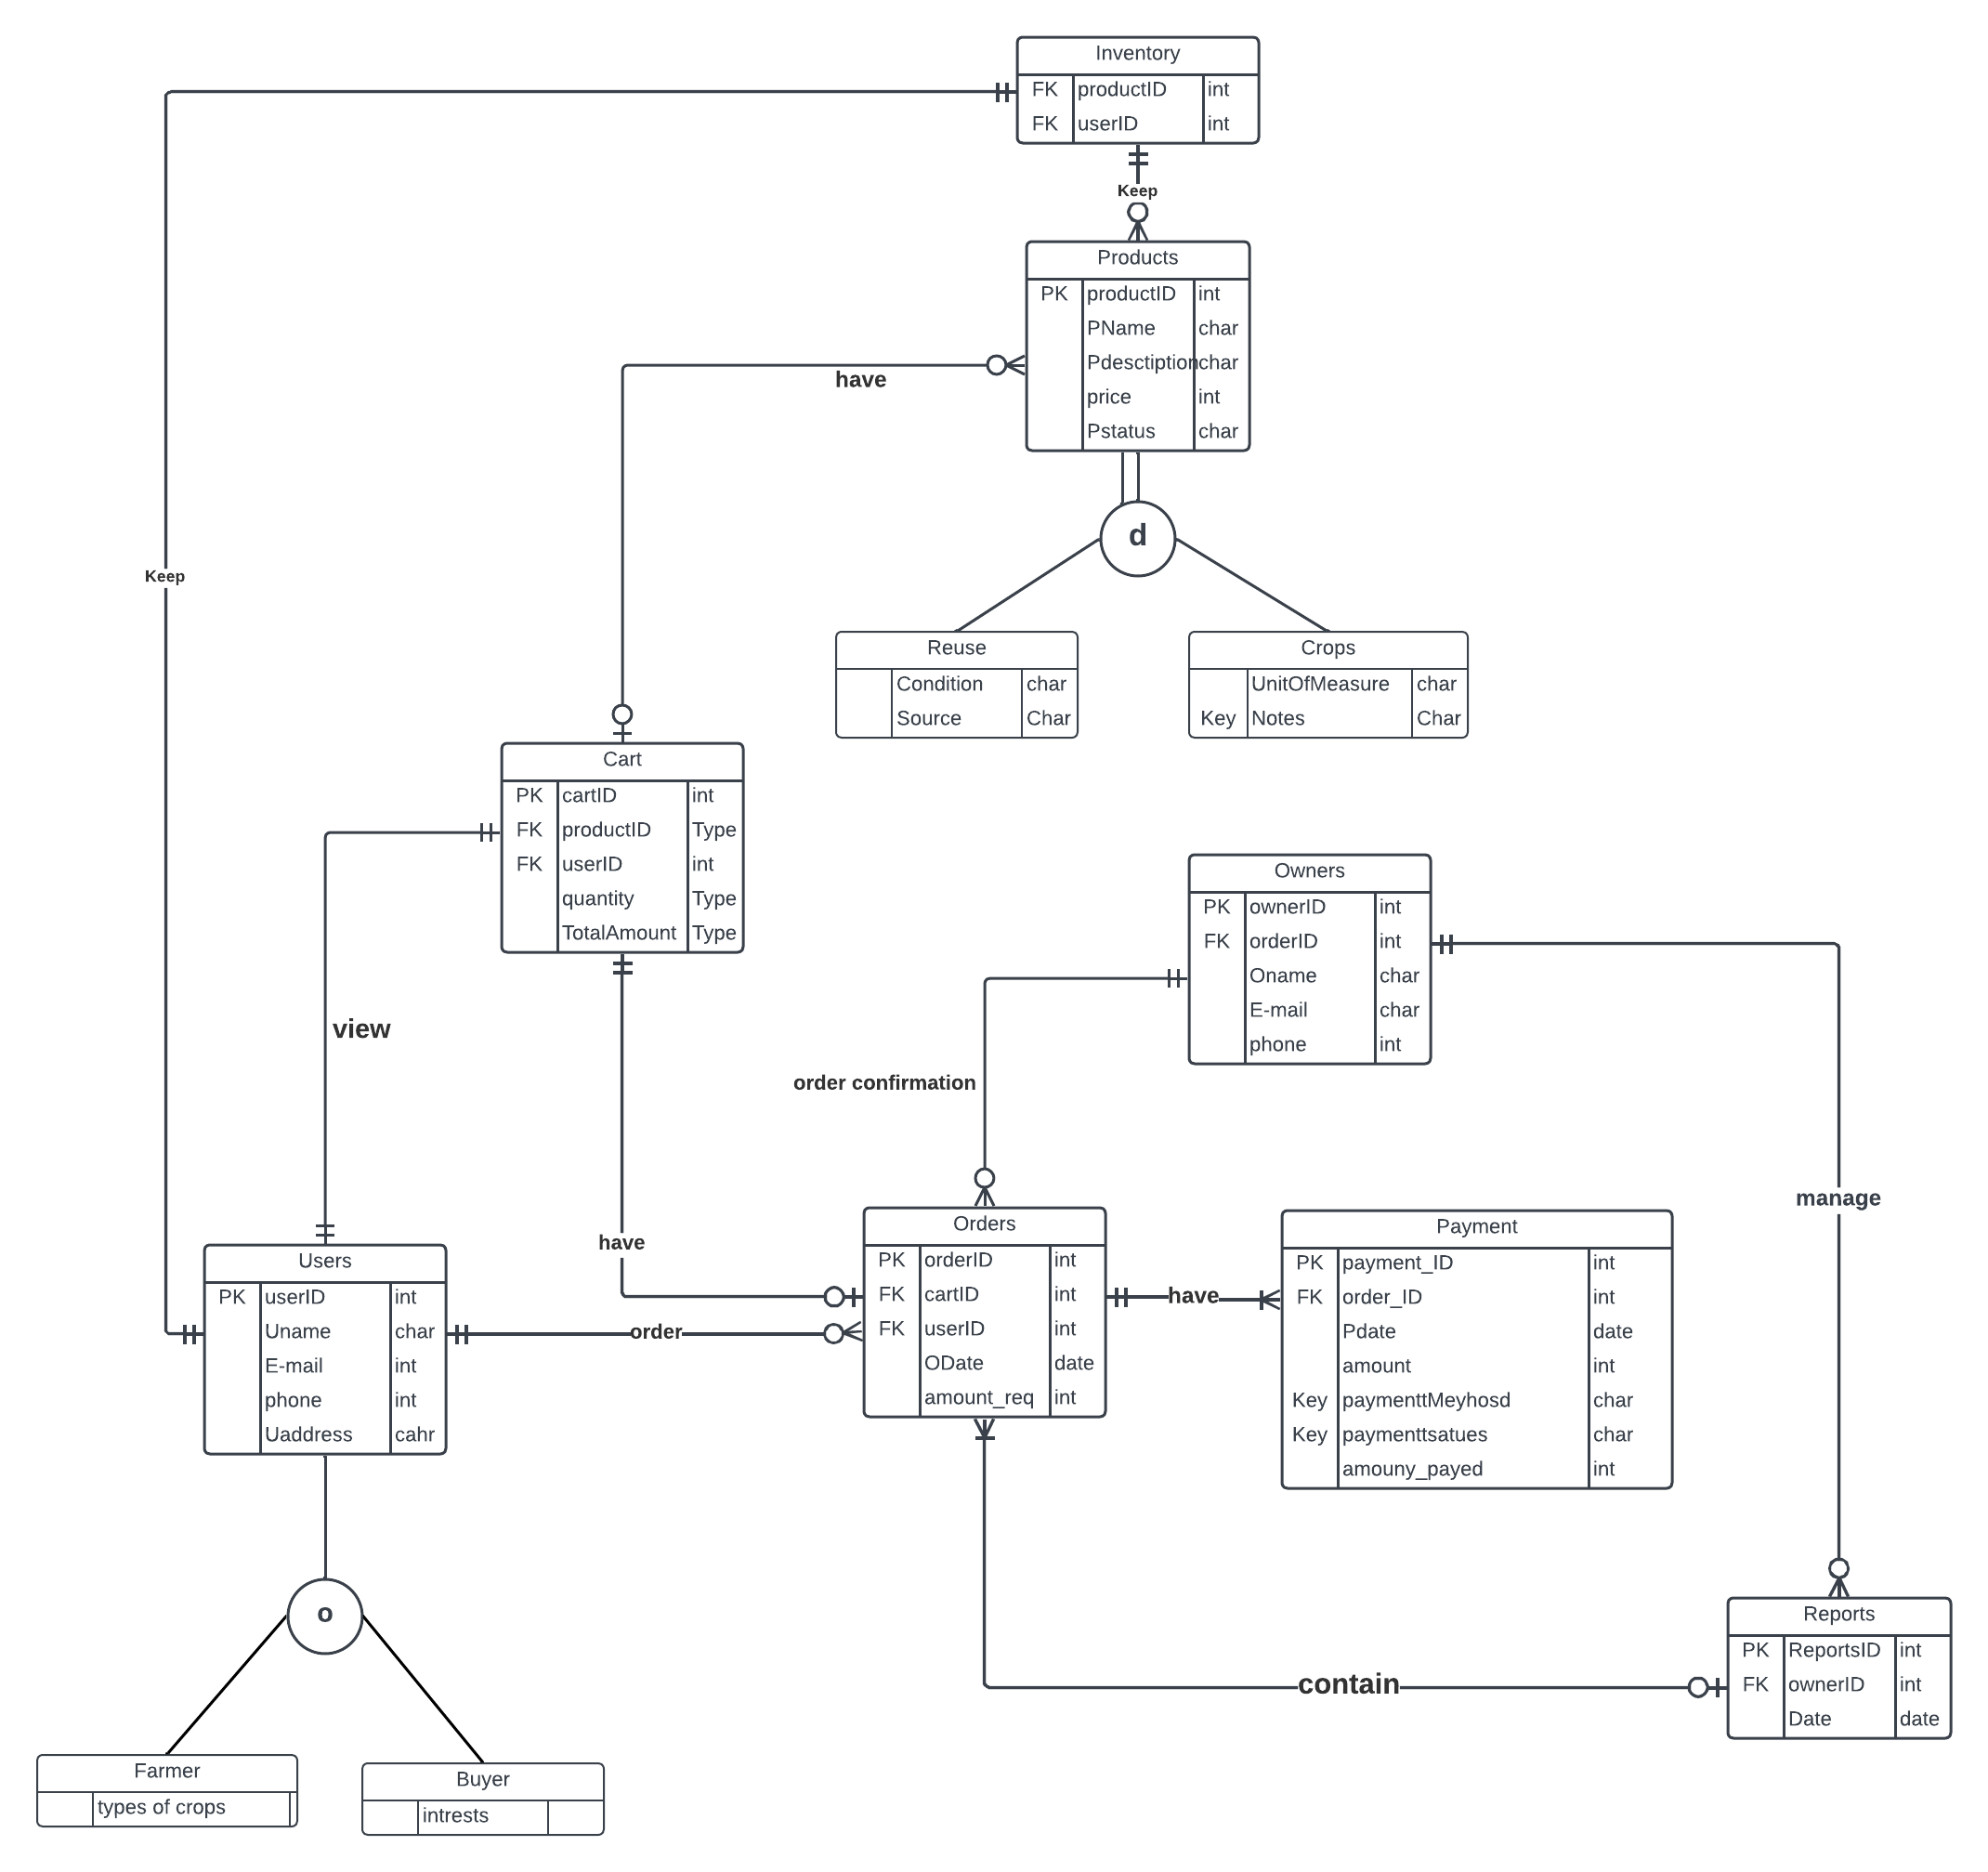 Inventory
FK productID int
FK userID int
Keep
Products
PK productID int
PName char
Pdesctiption char
price int
Pstatus char
have
d
Keep
Reuse
Condition char
Source Char
Crops
UnitOfMeasure char
Key Notes Char
Cart
PK cartID int
FK productID Type
FK userID int
quantity Type
TotalAmount Type
Owners
PK ownerID int
FK orderID int
Oname char
E-mail char
phone int
view
order confirmation
manage
Orders
PK orderID int
FK cartID int
FK userID int
ODate date
amount_req int
have
Payment
PK payment_ID int
FK order_ID int
Pdate date
amount int
Key paymenttMeyhosd char
Key paymenttsatues char
amouny_payed int
have
Users
PK userID int
Uname char
E-mail int
phone int
Uaddress cahr
order
o
contain
Reports
PK ReportsID int
FK ownerID int
Date date
Farmer
types of crops
Buyer
intrests